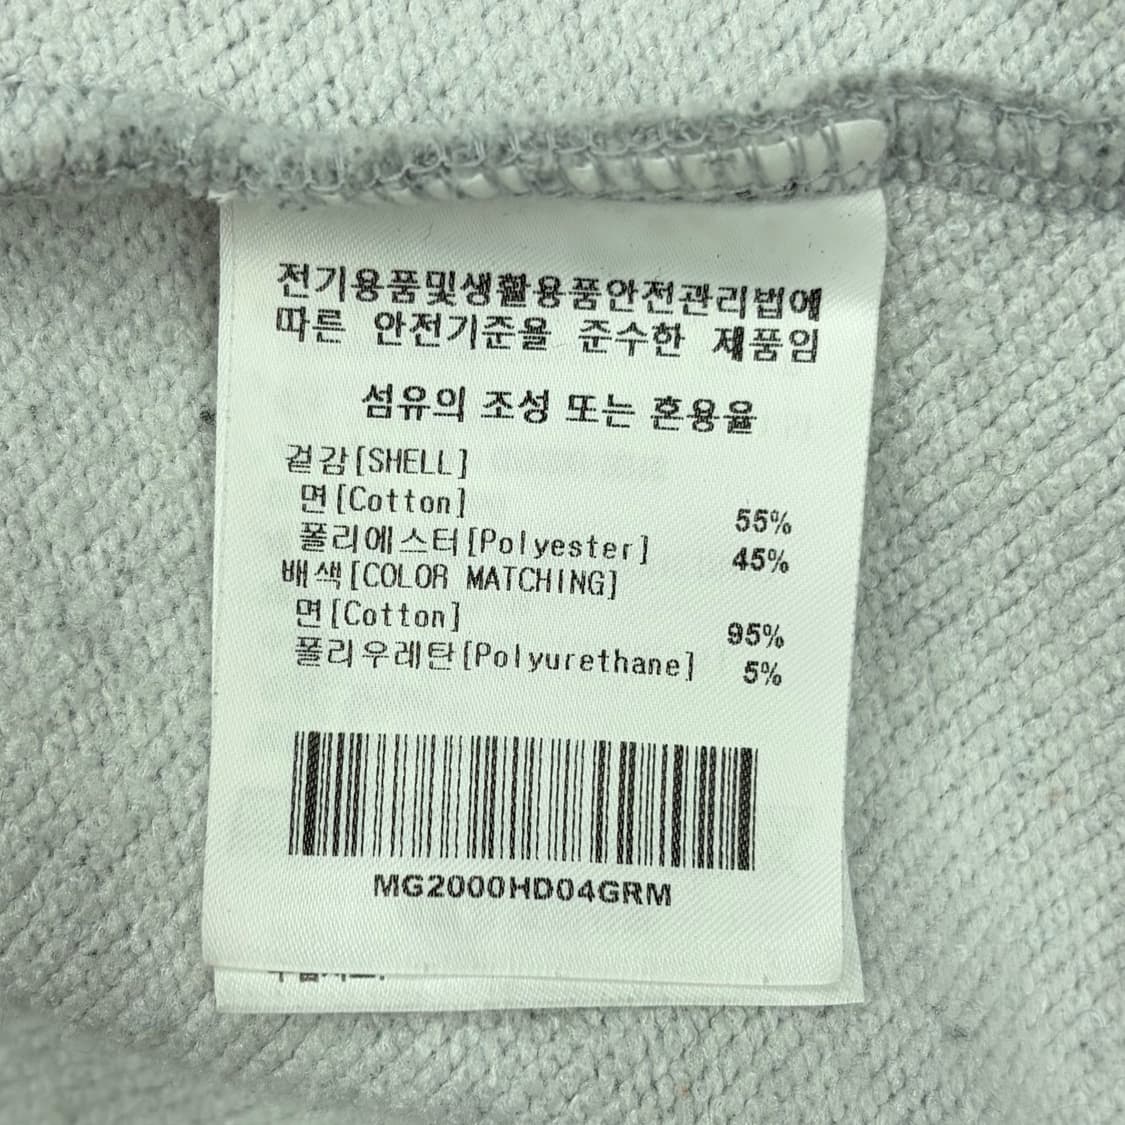 전기용품및생활용품안전관리법에
따른 안전기준을 준수한 제품임
섬유의 조성 또는 혼용율
겉감[SHELL]
면[Cotton] 55%
폴리에스터[Polyester] 45%
배색[COLOR MATCHING]
면[Cotton] 95%
폴리우레탄[Polyurethane] 5%
MG2000HD04GRM